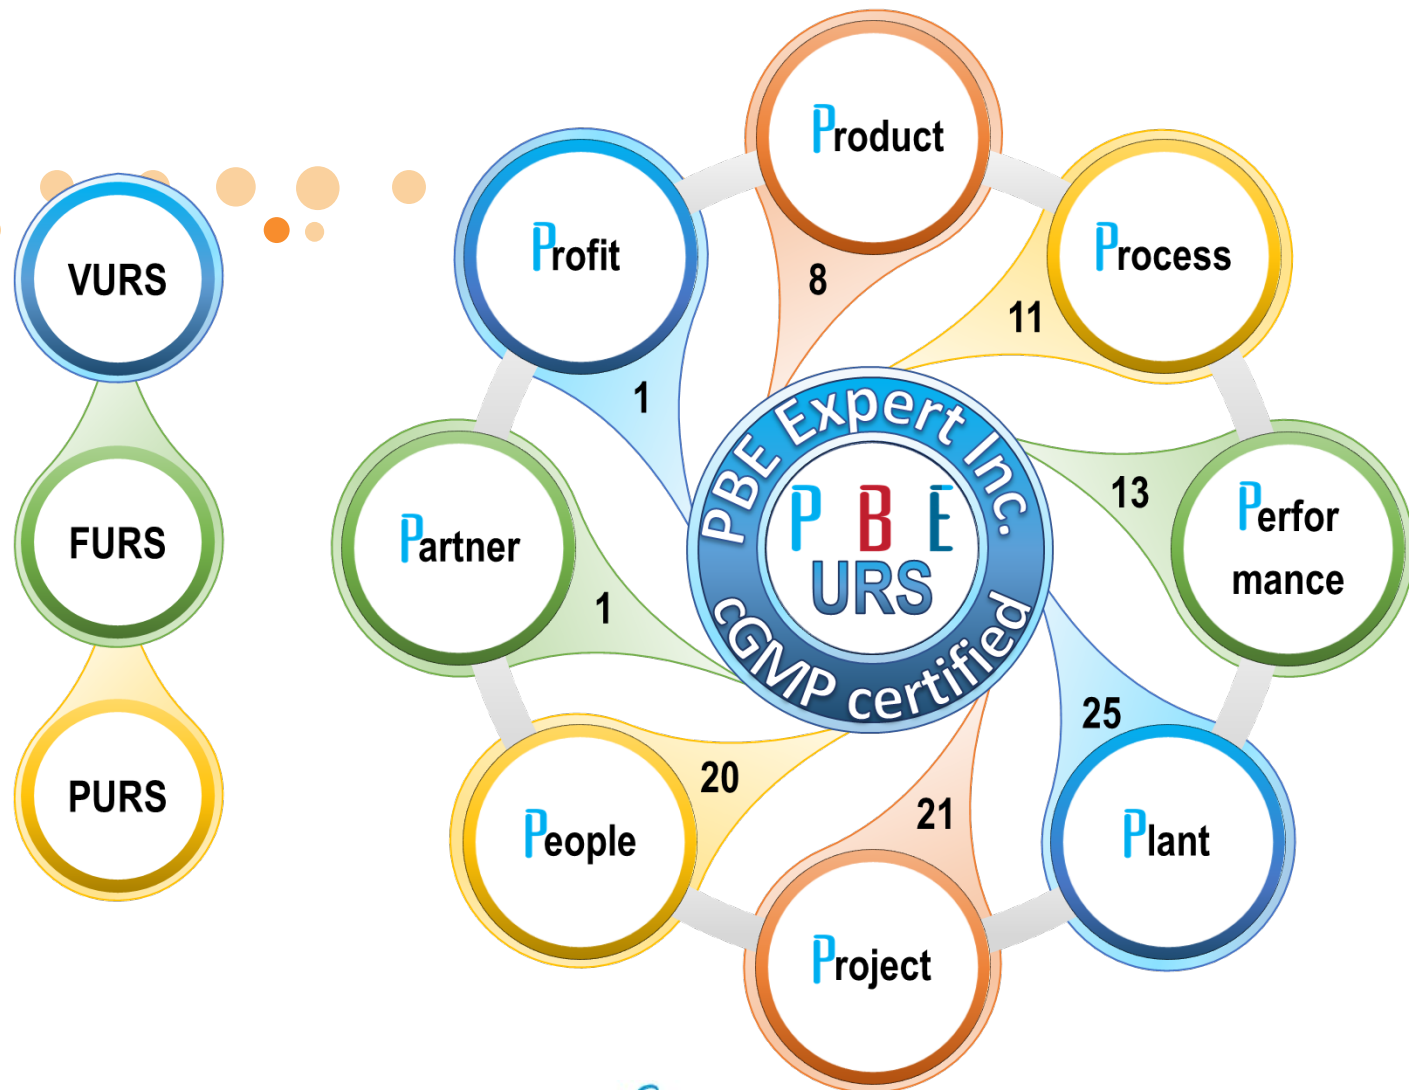 VURS
FURS
PURS
Product
8
Process
11
Perfor
mance
13
Plant
25
Project
21
People
20
Partner
1
Profit
1
PBE Expert Inc.
PBE
URS
cGMP certified